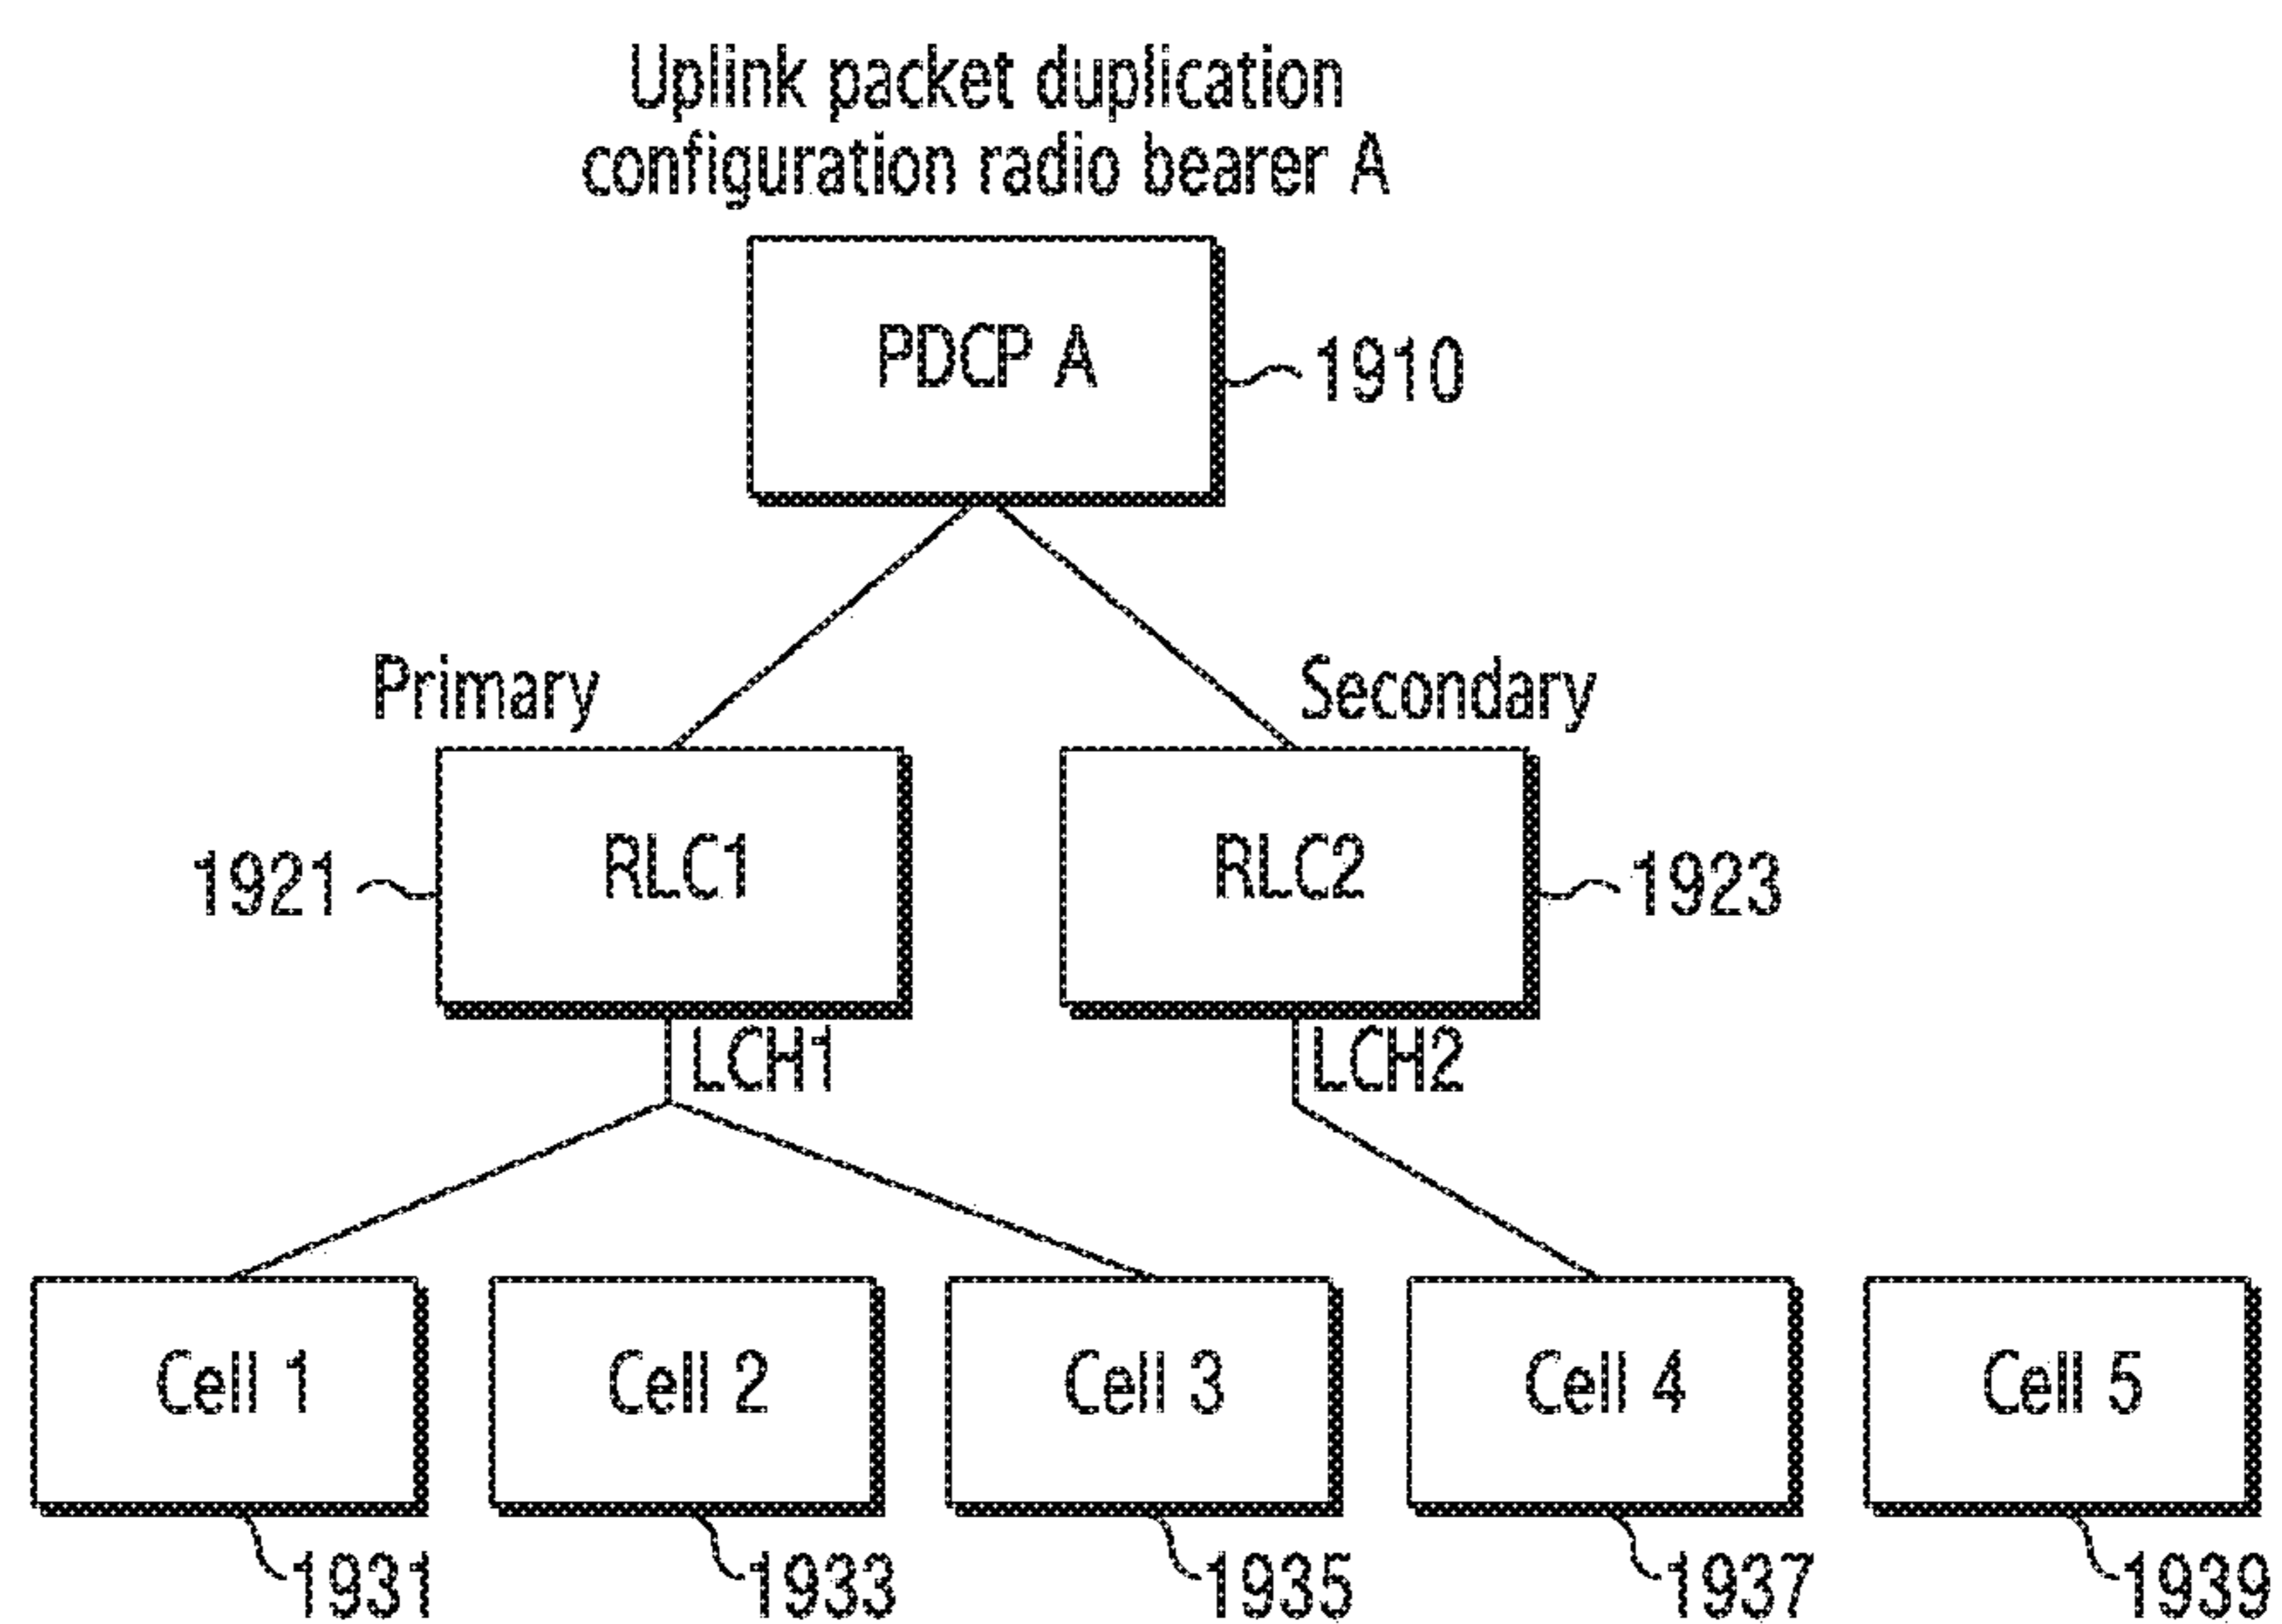 Uplink packet duplication
configuration radio bearer A
PDCP A
1910
Primary
Secondary
1921
RLC1
RLC2
1923
LCH1
LCH2
Cell 1
Cell 2
Cell 3
Cell 4
Cell 5
1931
1933
1935
1937
1939